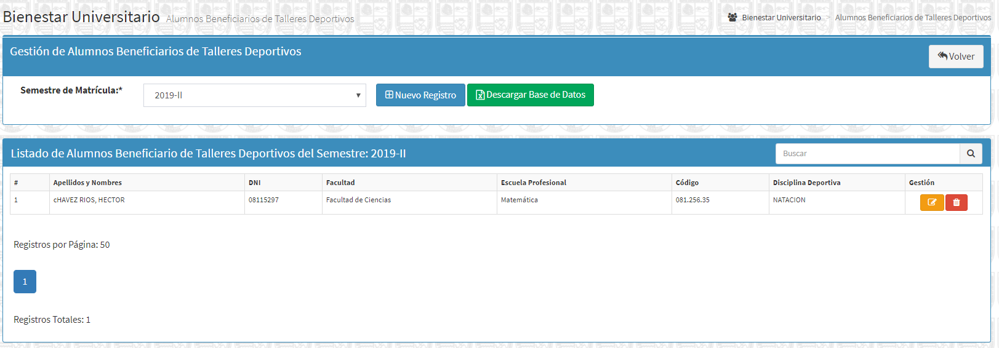 Bienestar Universitario Alumnos Beneficiarios de Talleres Deportivos
Bienestar Universitario > Alumnos Beneficiarios de Talleres Deportivos
Gestión de Alumnos Beneficiarios de Talleres Deportivos
Volver
Semestre de Matrícula:* 2019-II Nuevo Registro Descargar Base de Datos
Listado de Alumnos Beneficiario de Talleres Deportivos del Semestre: 2019-II
Buscar
# Apellidos y Nombres DNI Facultad Escuela Profesional Código Disciplina Deportiva Gestión
1 cHAVEZ RIOS, HECTOR 08115297 Facultad de Ciencias Matemática 081.256.35 NATACION
Registros por Página: 50
1
Registros Totales: 1